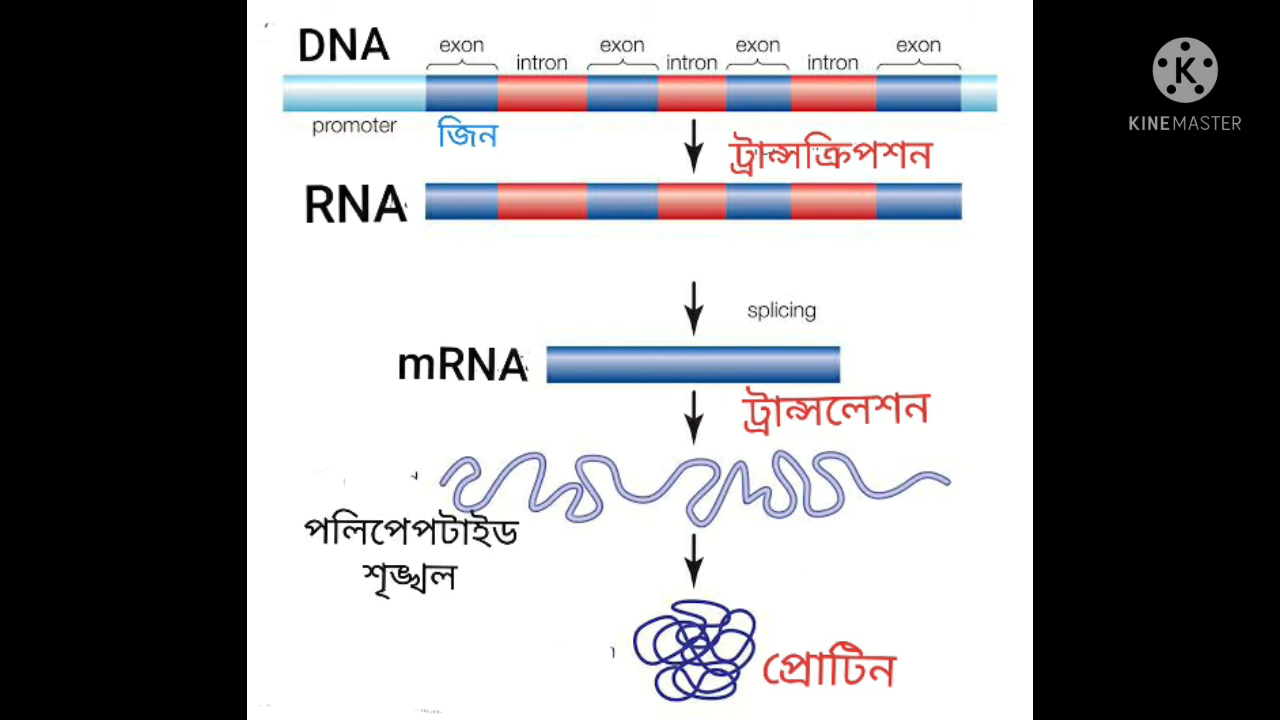 DNA
exon exon exon exon
intron intron intron
promoter
জিন
ট্রান্সক্রিপশন
RNA
splicing
mRNA
ট্রান্সলেশন
পলিপেপটাইড
শৃঙ্খল
প্রোটিন
KINEMASTER